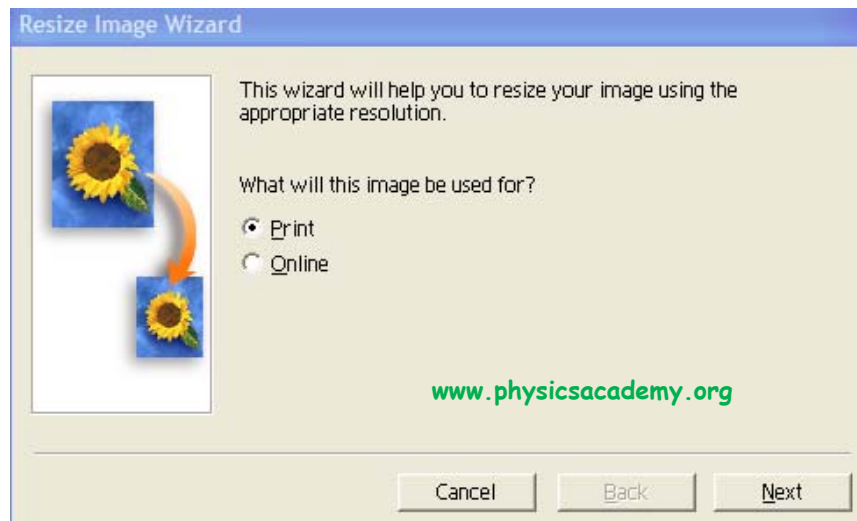 Resize Image Wizard
This wizard will help you to resize your image using the
appropriate resolution.
What will this image be used for?
Print
Online
www.physicsacademy.org
Cancel
Back
Next